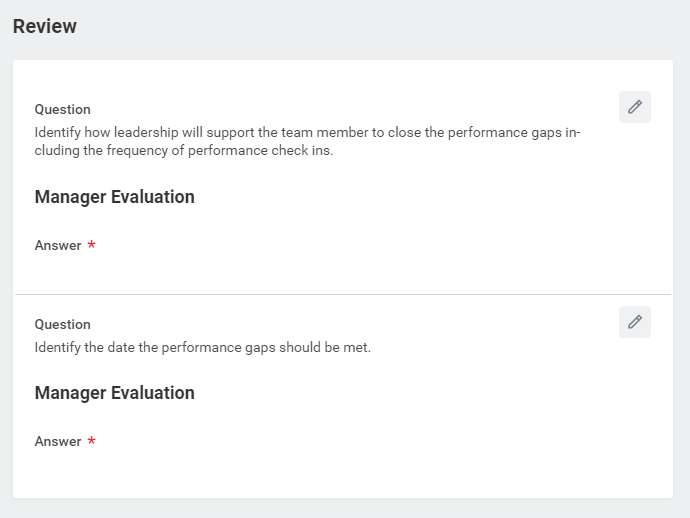 Review
Question
Identify how leadership will support the team member to close the performance gaps in-
cluding the frequency of performance check ins.
Manager Evaluation
Answer *
Question
Identify the date the performance gaps should be met.
Manager Evaluation
Answer *